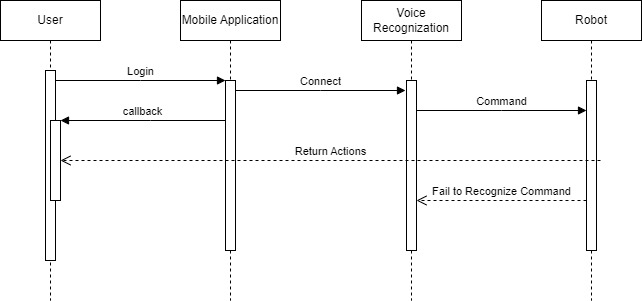 User
Mobile Application
Voice
Recognization
Robot
Login
Connect
Command
callback
Return Actions
Fail to Recognize Command